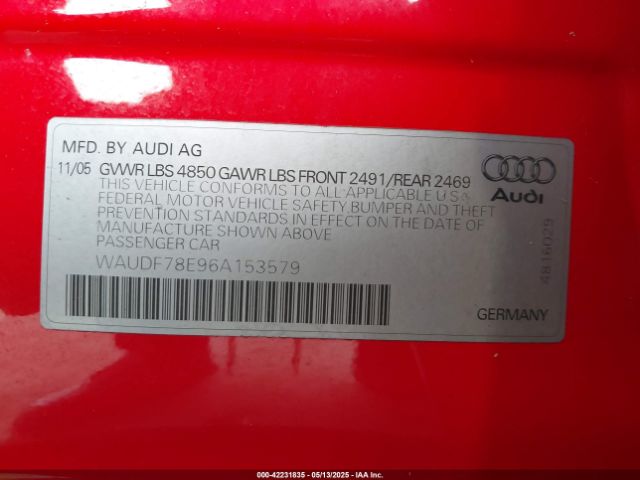 MFD. BY AUDI AG
11/05 GVWR LBS 4850 GAWR LBS FRONT 2491/REAR 2469
THIS VEHICLE CONFORMS TO ALL APPLICABLE U S
FEDERAL MOTOR VEHICLE SAFETY, BUMPER AND THEFT
PREVENTION STANDARDS IN EFFECT ON THE DATE OF
MANUFACTURE SHOWN ABOVE
PASSENGER CAR
WAUDF78E96A153579
Audi
4816029
GERMANY
000-42231835 - 05/13/2025 - IAA Inc.